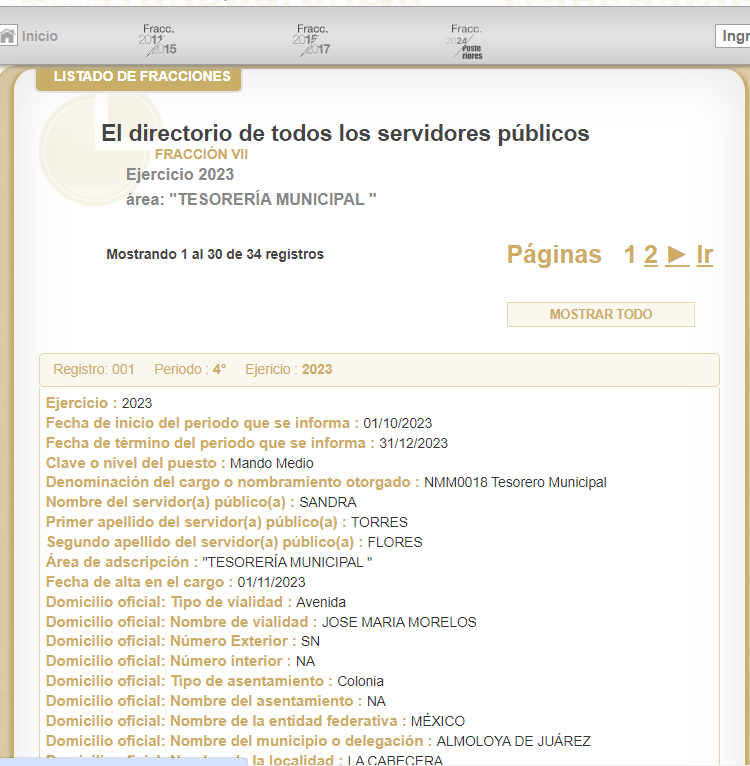 Inicio
Fracc.
2011
2015
Fracc.
2015
2017
Fracc.
2024
Poste
riores
Ingr
LISTADO DE FRACCIONES
El directorio de todos los servidores públicos
FRACCIÓN VII
Ejercicio 2023
área: "TESORERÍA MUNICIPAL "
Mostrando 1 al 30 de 34 registros
Páginas 1 2 ► Ir
MOSTRAR TODO
Registro: 001 Periodo : 4° Ejericio : 2023
Ejercicio : 2023
Fecha de inicio del periodo que se informa : 01/10/2023
Fecha de término del periodo que se informa : 31/12/2023
Clave o nivel del puesto : Mando Medio
Denominación del cargo o nombramiento otorgado : NMM0018 Tesorero Municipal
Nombre del servidor(a) público(a) : SANDRA
Primer apellido del servidor(a) público(a) : TORRES
Segundo apellido del servidor(a) público(a) : FLORES
Área de adscripción : "TESORERÍA MUNICIPAL "
Fecha de alta en el cargo : 01/11/2023
Domicilio oficial: Tipo de vialidad : Avenida
Domicilio oficial: Nombre de vialidad : JOSE MARIA MORELOS
Domicilio oficial: Número Exterior : SN
Domicilio oficial: Número interior : NA
Domicilio oficial: Tipo de asentamiento : Colonia
Domicilio oficial: Nombre del asentamiento : NA
Domicilio oficial: Nombre de la entidad federativa : MÉXICO
Domicilio oficial: Nombre del municipio o delegación : ALMOLOYA DE JUÁREZ
Domicilio oficial: Nombre de la localidad : LA CABECERA